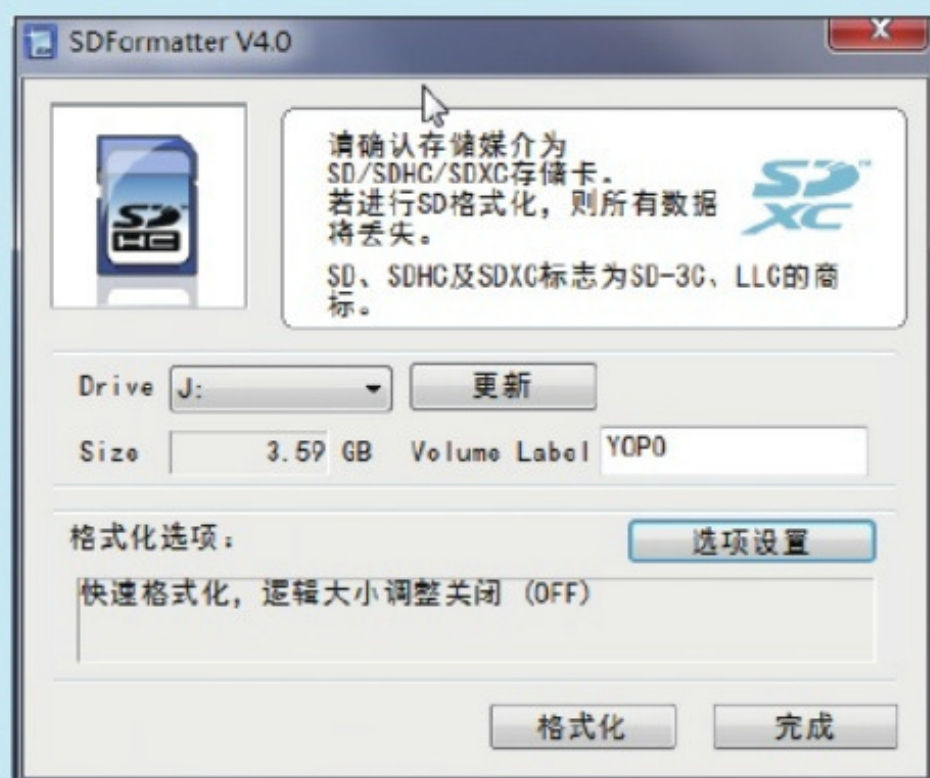 SDFormatter V4.0
X
SD
HC
请确认存储媒介为
SD/SDHC/SDXC存储卡.
若进行SD格式化，则所有数据
将丢失。
SD、SDHC及SDXC标志为SD-3C、LLC的商
标。
SD
XC
Drive J: 更新
Size 3.59 GB Volume Label YOPO
格式化选项： 选项设置
快速格式化，逻辑大小调整关闭 (OFF)
格式化 完成